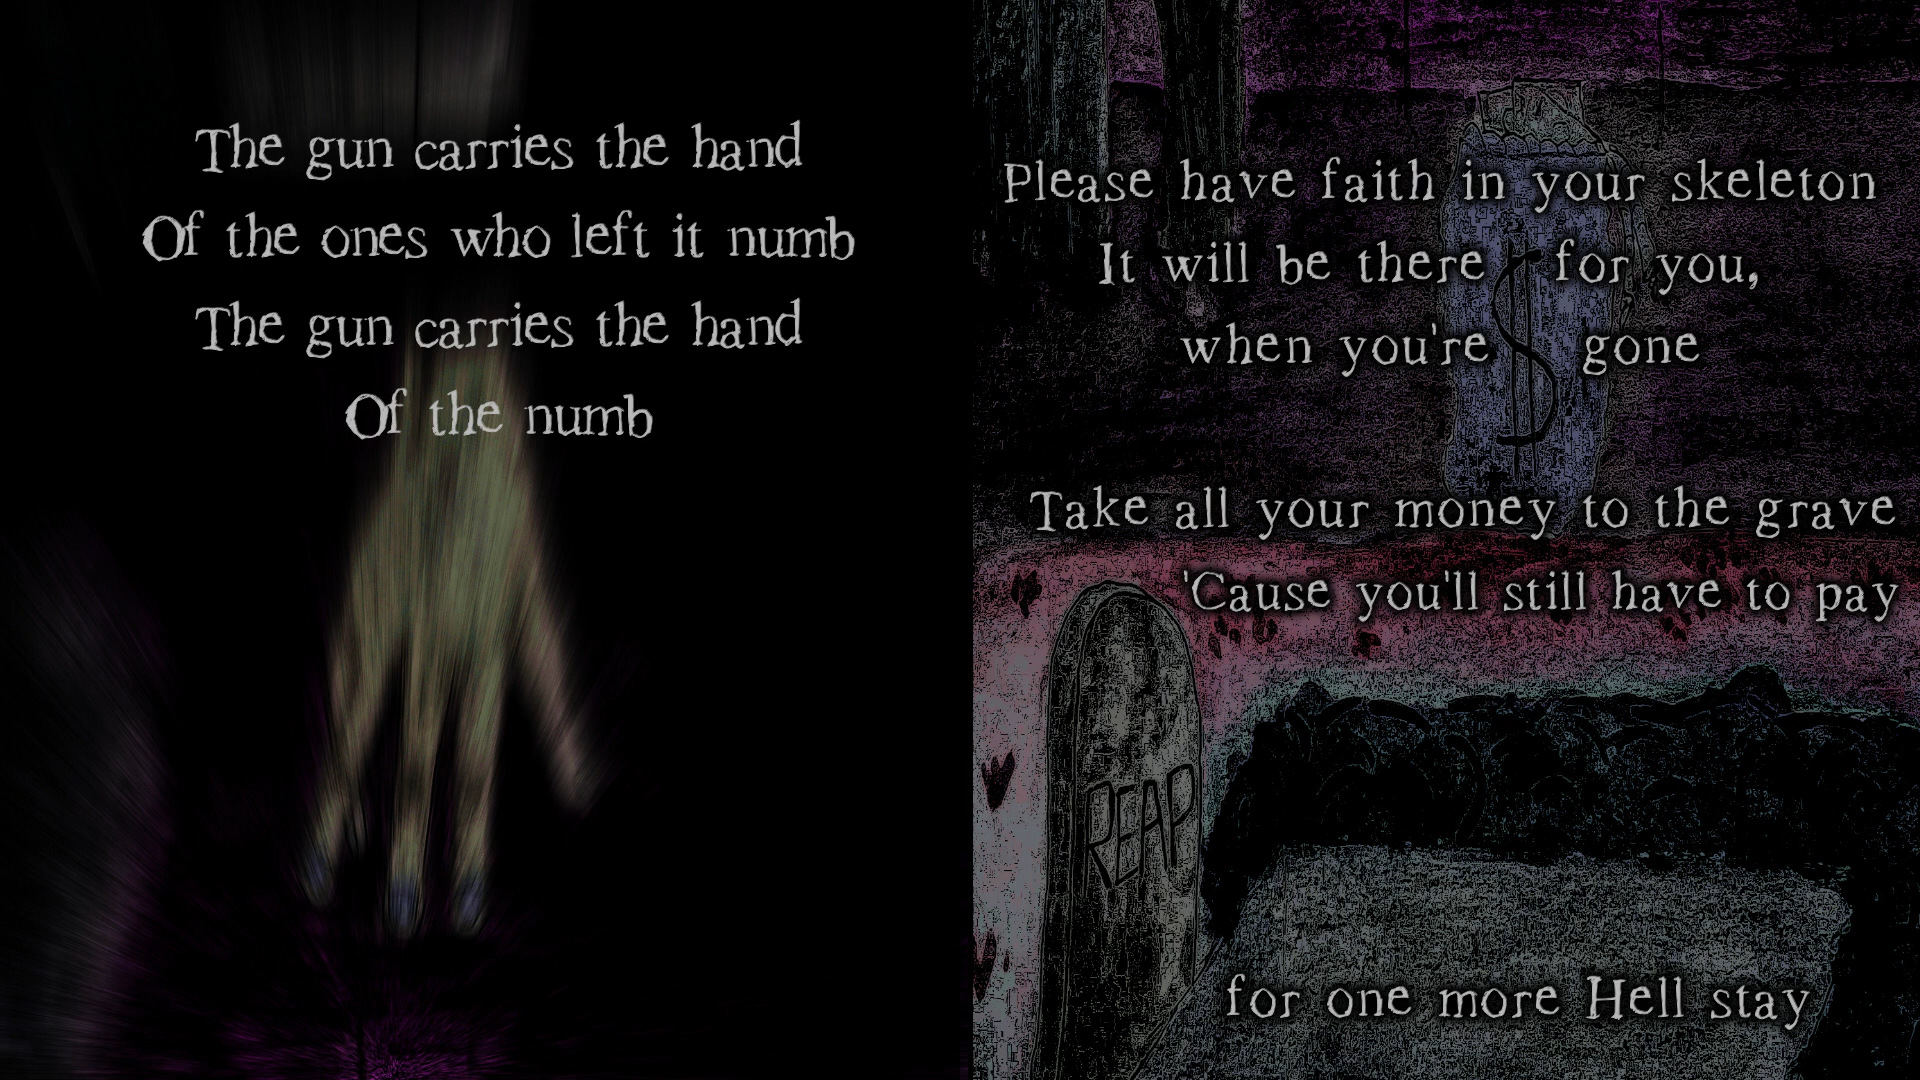 The gun carries the hand
Of the ones who left it numb
The gun carries the hand
Of the numb
Please have faith in your skeleton
It will be there for you,
when you're gone
$
Take all your money to the grave
'Cause you'll still have to pay
REAP
for one more Hell stay